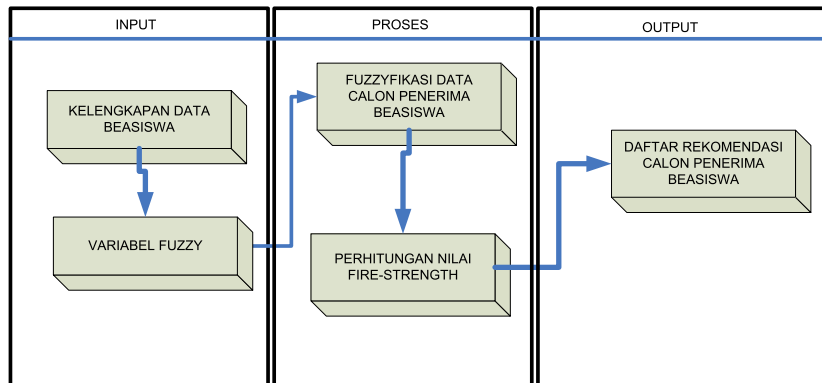 INPUT
KELENGKAPAN DATA
BEASISWA
VARIABEL FUZZY
PROSES
FUZZYFIKASI DATA
CALON PENERIMA
BEASISWA
PERHITUNGAN NILAI
FIRE-STRENGTH
OUTPUT
DAFTAR REKOMENDASI
CALON PENERIMA
BEASISWA